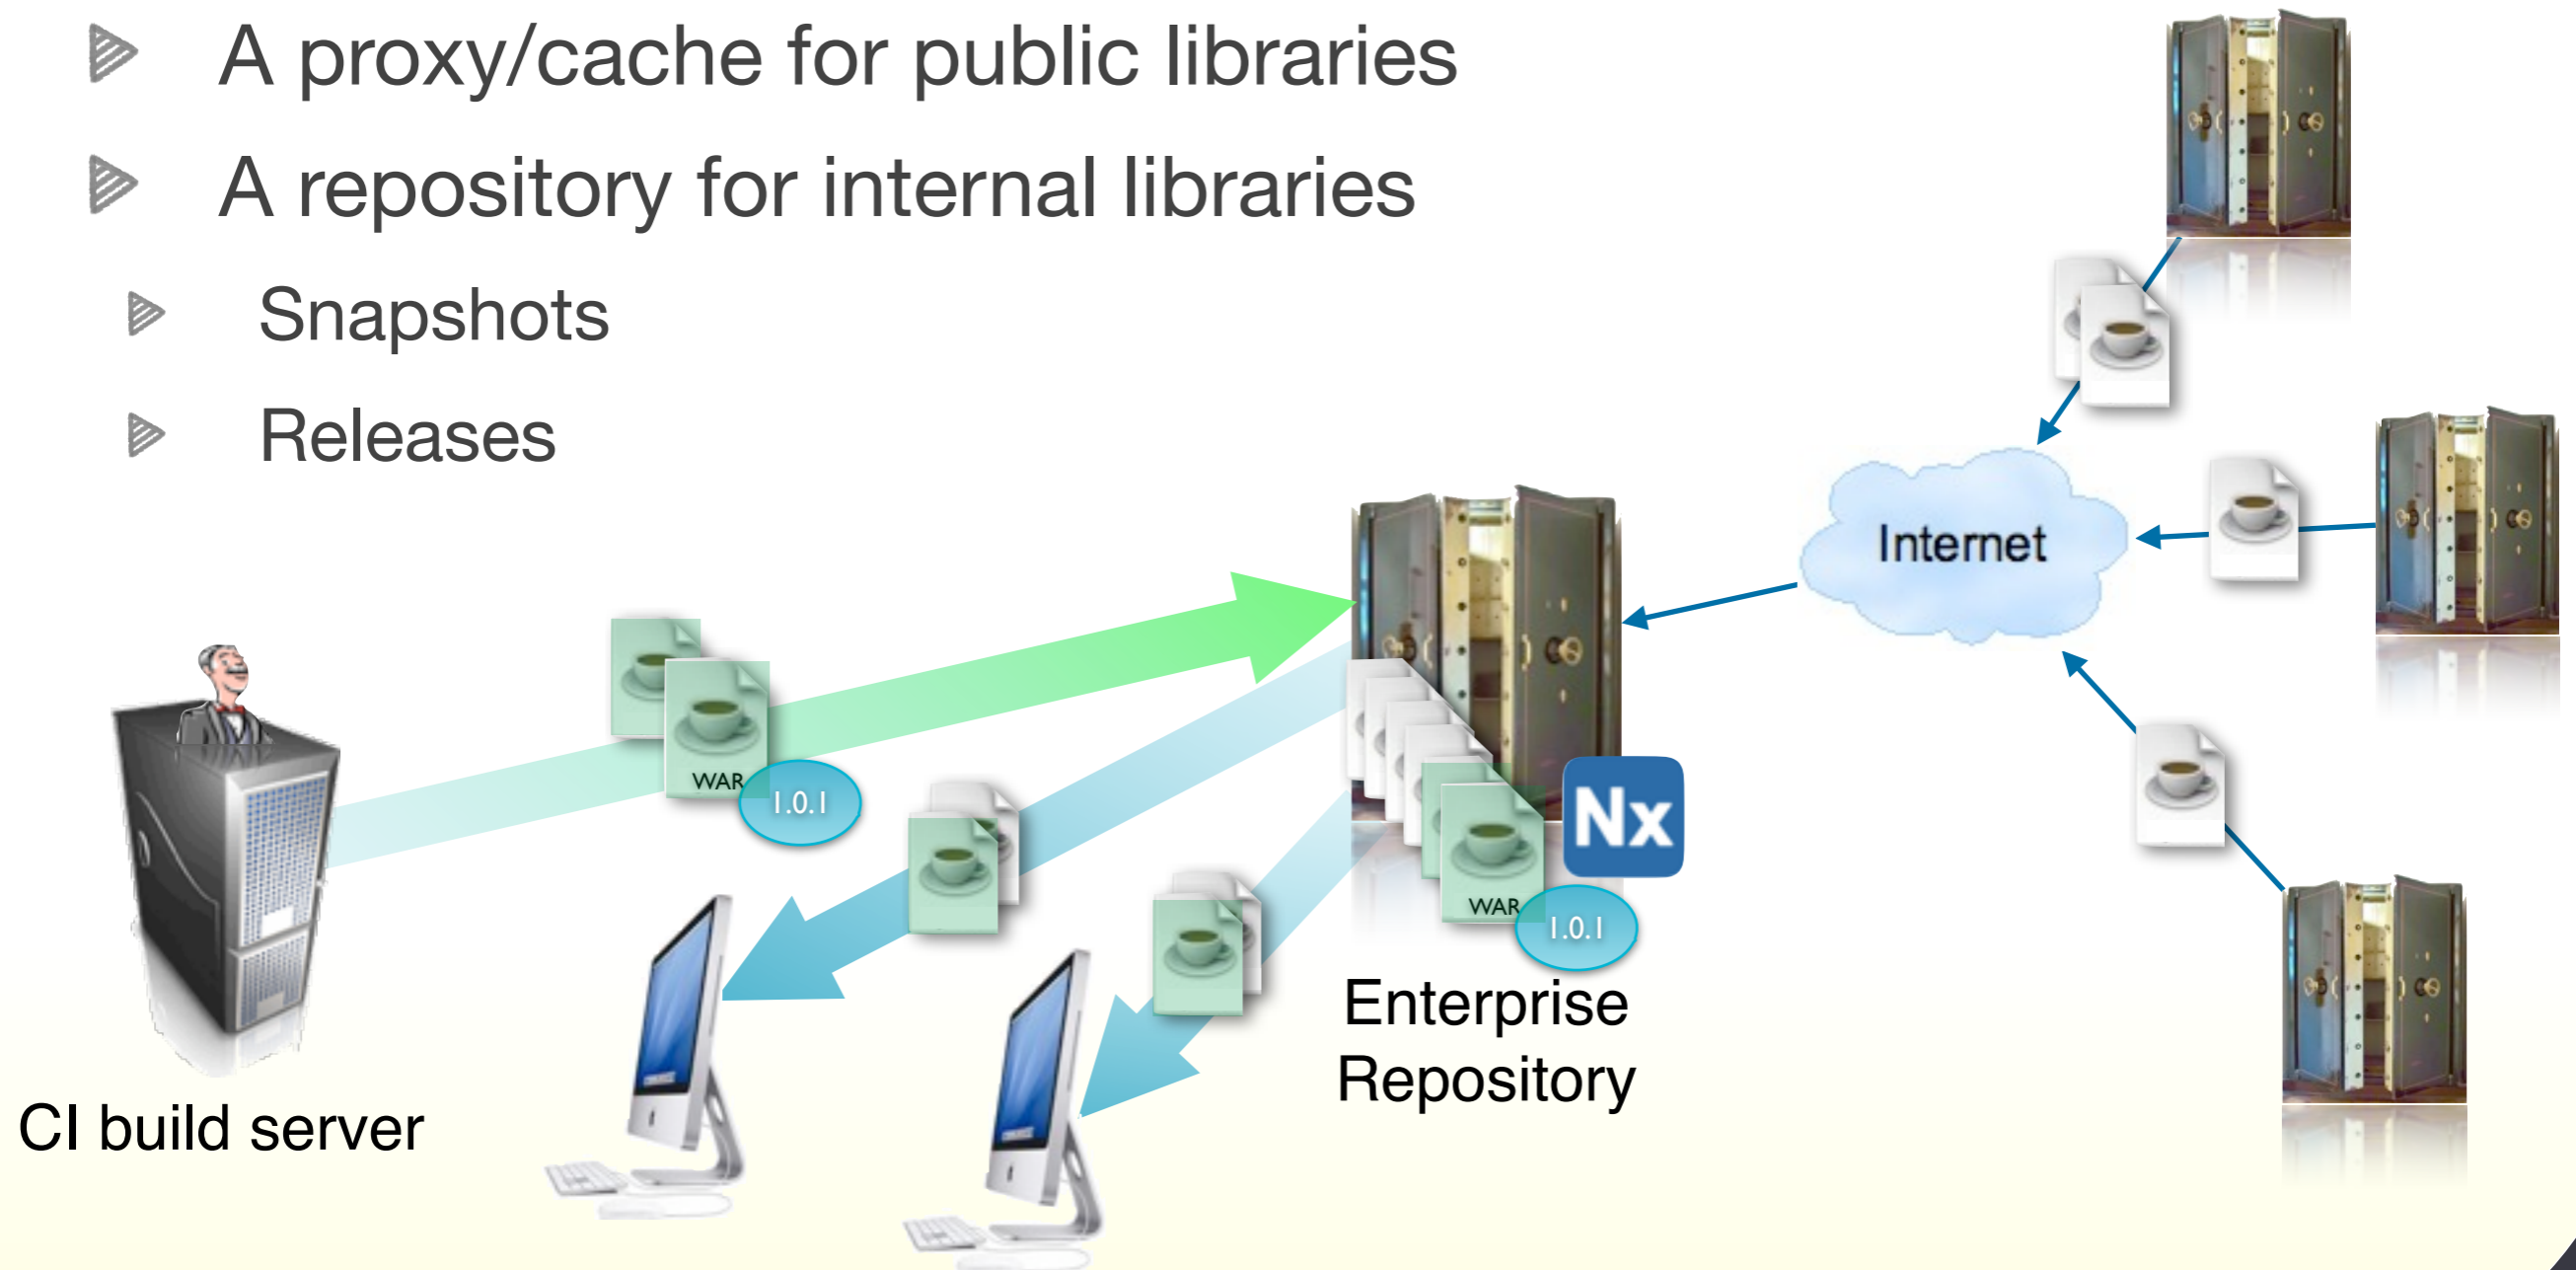 A proxy/cache for public libraries
A repository for internal libraries
Snapshots
Releases
Internet
WAR
1.0.1
Nx
WAR
1.0.1
Enterprise
Repository
CI build server